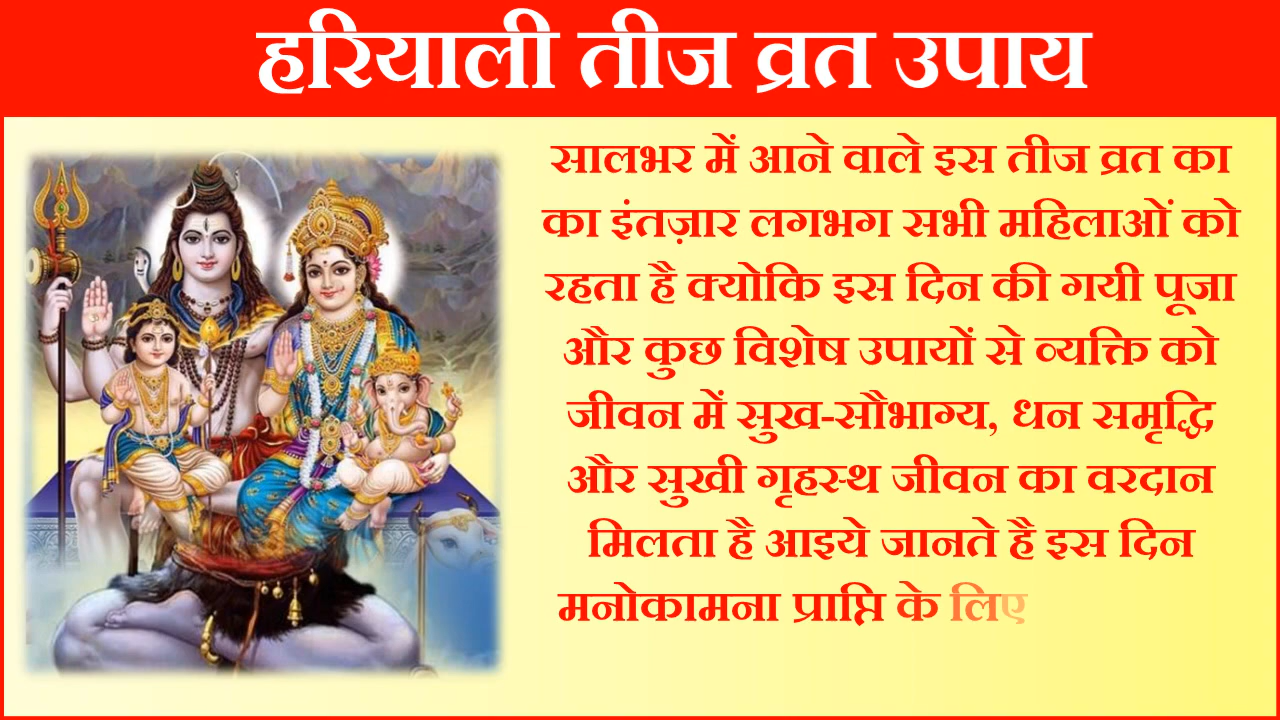 हरियाली तीज व्रत उपाय
सालभर में आने वाले इस तीज व्रत का
का इंतज़ार लगभग सभी महिलाओं को
रहता है क्योकि इस दिन की गयी पूजा
और कुछ विशेष उपायों से व्यक्ति को
जीवन में सुख-सौभाग्य, धन समृद्धि
और सुखी गृहस्थ जीवन का वरदान
मिलता है आइये जानते है इस दिन
मनोकामना प्राप्ति के लिए